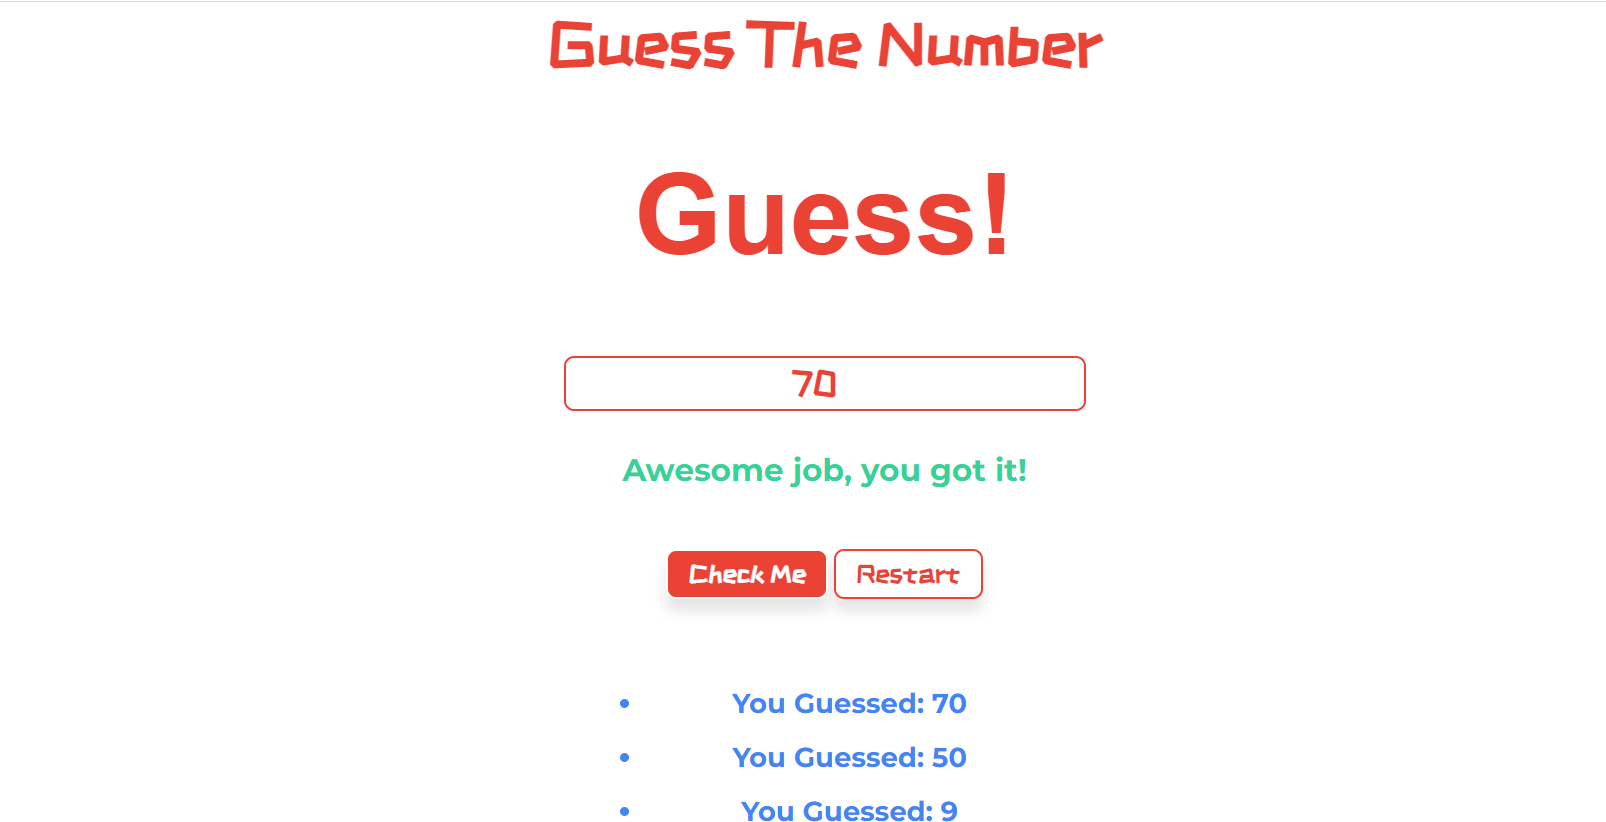 Guess The Number
Guess!
70
Awesome job, you got it!
Check Me Restart
You Guessed: 70
You Guessed: 50
You Guessed: 9